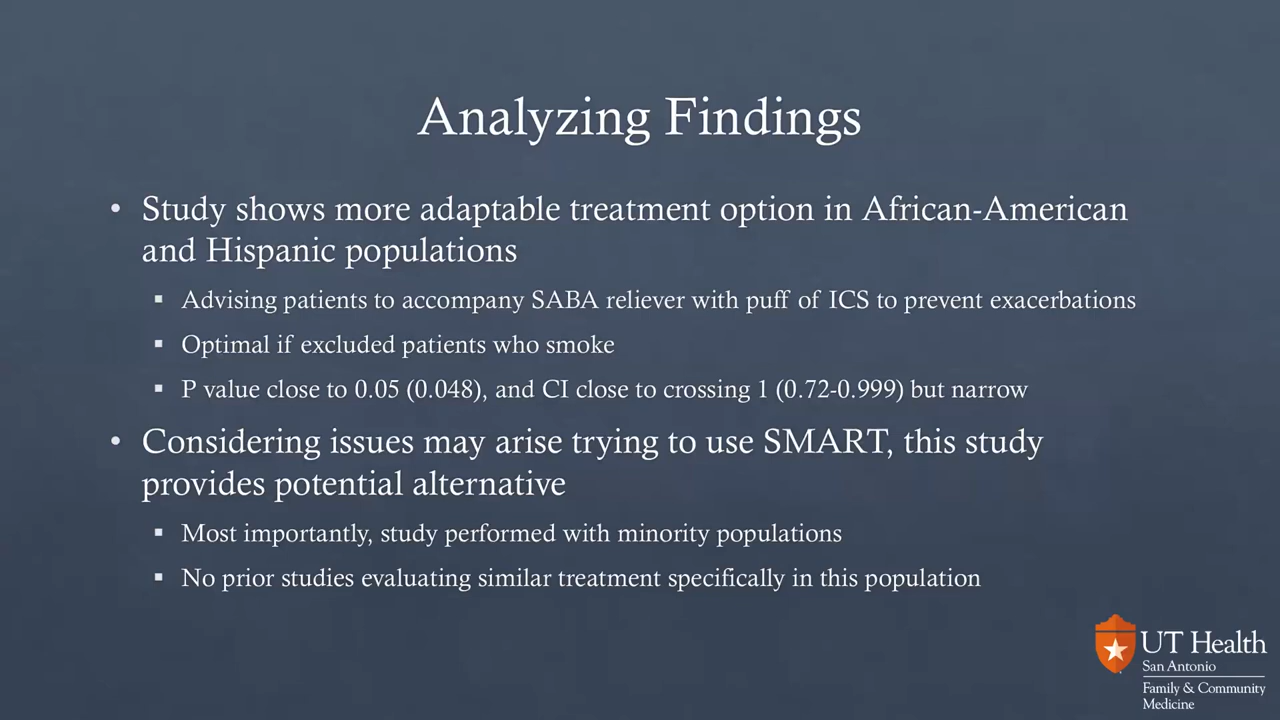 Analyzing Findings
• Study shows more adaptable treatment option in African-American
and Hispanic populations
▪ Advising patients to accompany SABA reliever with puff of ICS to prevent exacerbations
▪ Optimal if excluded patients who smoke
▪ P value close to 0.05 (0.048), and CI close to crossing 1 (0.72-0.999) but narrow
• Considering issues may arise trying to use SMART, this study
provides potential alternative
▪ Most importantly, study performed with minority populations
▪ No prior studies evaluating similar treatment specifically in this population
UT Health
San Antonio
Family & Community
Medicine